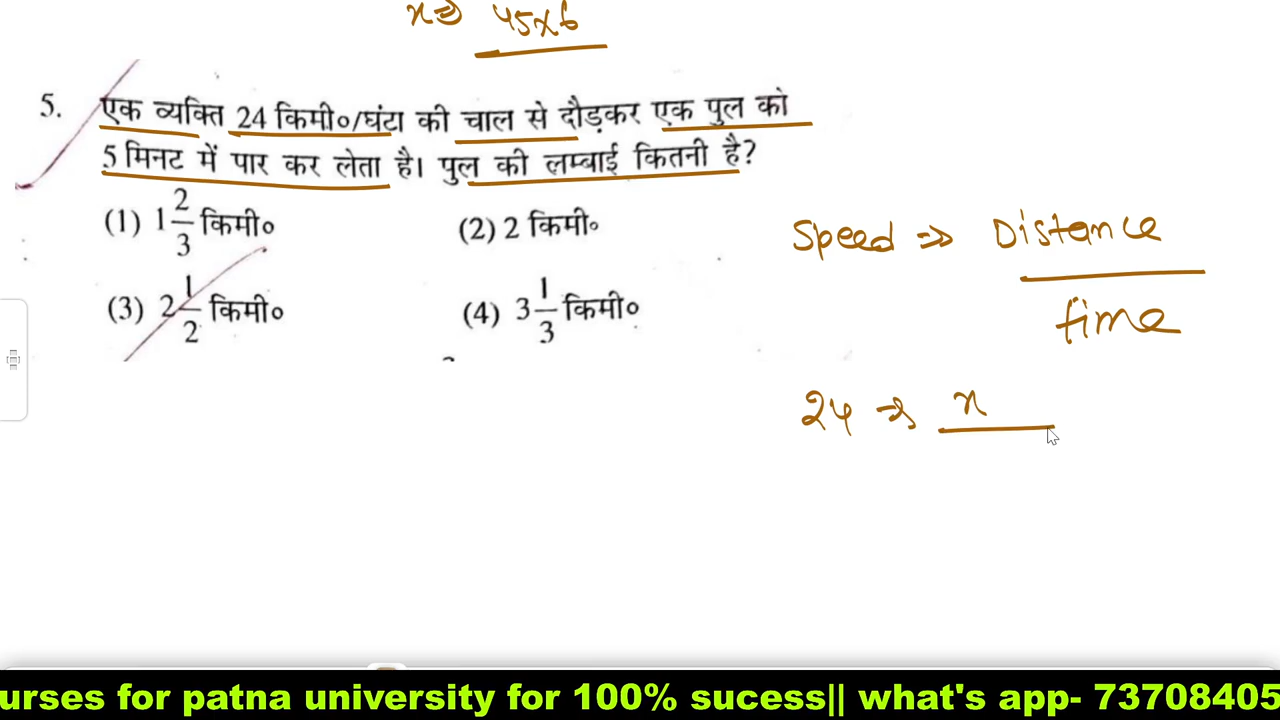 x ⇒ 45×6
5. एक व्यक्ति 24 किमी०/घंटा की चाल से दौड़कर एक पुल को
5 मिनट में पार कर लेता है। पुल की लम्बाई कितनी है?
(1) 1 2/3 किमी० (2) 2 किमी०
(3) 2 1/2 किमी० (4) 3 1/3 किमी०
Speed ⇒ Distance
time
24 ⇒ x
urses for patna university for 100% sucess|| what's app- 73708405